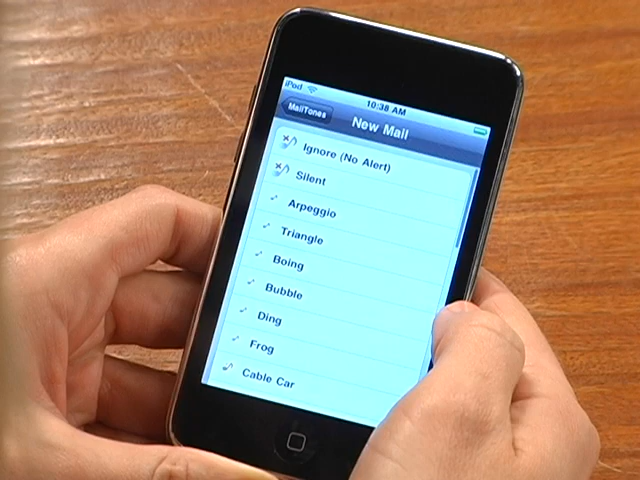 iPod 10:38 AM
MailTones New Mail
Ignore (No Alert)
Silent
Arpeggio
Triangle
Boing
Bubble
Ding
Frog
Cable Car